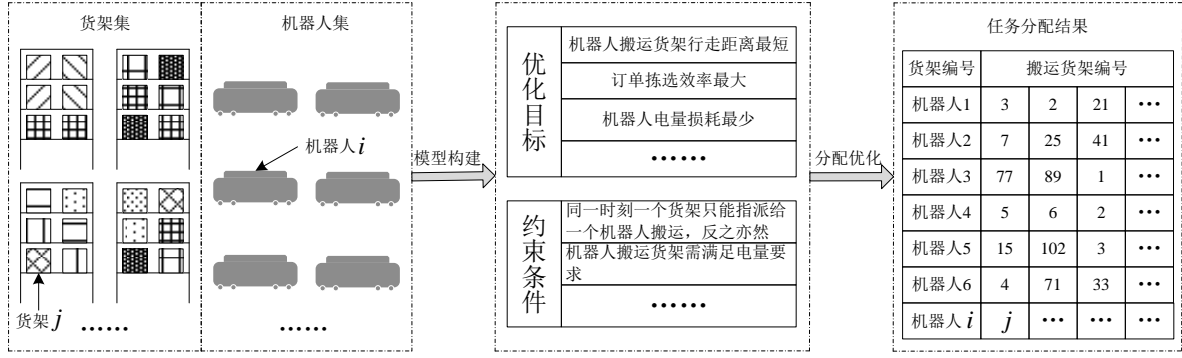 货架集
机器人集
机器人i
货架j
……
……
模型构建
优化目标
机器人搬运货架行走距离最短
订单拣选效率最大
机器人电量损耗最少
……
约束条件
同一时刻一个货架只能指派给
一个机器人搬运，反之亦然
机器人搬运货架需满足电量要
求
……
分配优化
任务分配结果
货架编号 搬运货架编号
机器人1 3 2 21 …
机器人2 7 25 41 …
机器人3 77 89 1 …
机器人4 5 6 2 …
机器人5 15 102 3 …
机器人6 4 71 33 …
机器人i j … … …